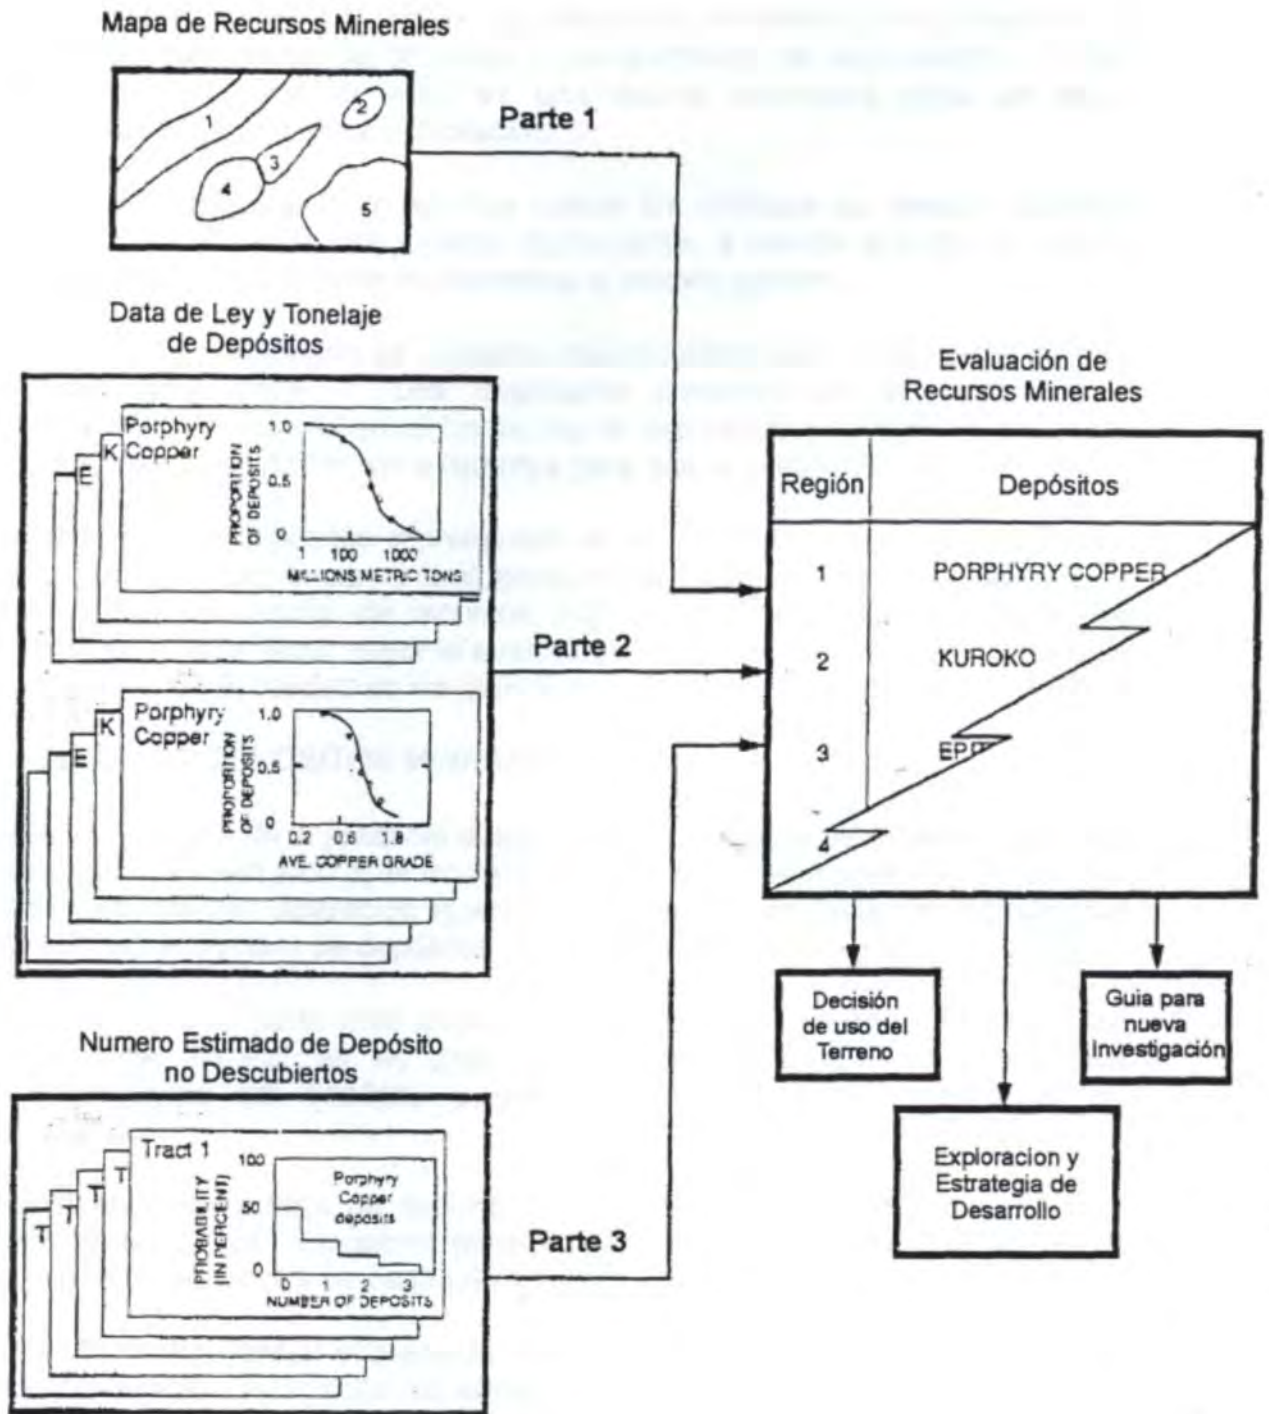 Mapa de Recursos Minerales
1
2
3
4
5
Parte 1
Data de Ley y Tonelaje
de Depósitos
E
K
Porphyry
Copper
PROPORTION
OF DEPOSITS
1.0
0.5
0
1
100
1000
MILLIONS METRIC TONS
Parte 2
E
K
Porphyry
Copper
PROPORTION
OF DEPOSITS
1.0
0.5
0
0.2
0.6
1.8
AVE. COPPER GRADE
Numero Estimado de Depósito
no Descubiertos
T
T
T
T
Tract 1
PROBABILITY
(IN PERCENT)
100
50
0
Porphyry
Copper
deposits
0
1
2
3
NUMBER OF DEPOSITS
Parte 3
Evaluación de
Recursos Minerales
Región
Depósitos
1
PORPHYRY COPPER
2
KUROKO
3
4
Decisión
de uso del
Terreno
Guia para
nueva
Investigación
Exploracion y
Estrategia de
Desarrollo